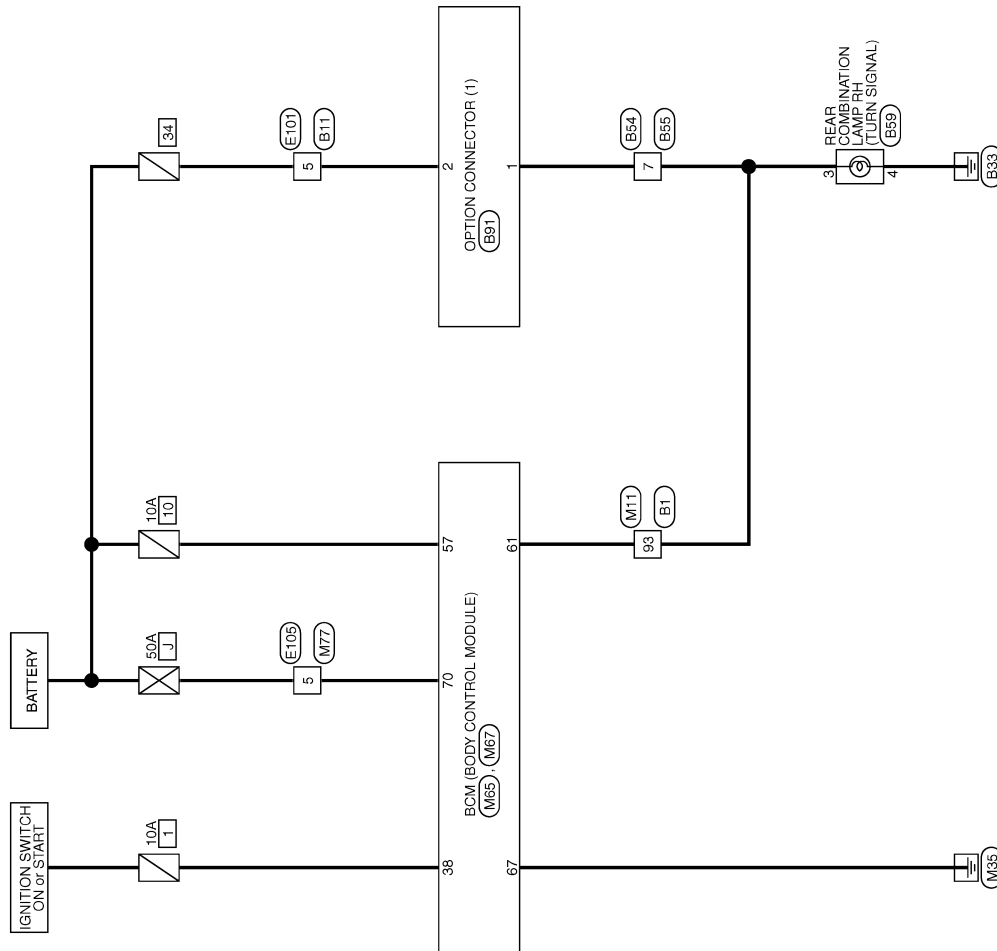 IGNITION SWITCH
ON or START
BATTERY
10A
1
50A
J
10A
10
34
E105
5
M77
E101
5
B11
38
70
57
2
BCM (BODY CONTROL MODULE)
M65 , M67
OPTION CONNECTOR (1)
B91
67
61
1
M11
93
B1
B54
7
B55
3
REAR
COMBINATION
LAMP RH
(TURN SIGNAL)
B59
4
M35
B33